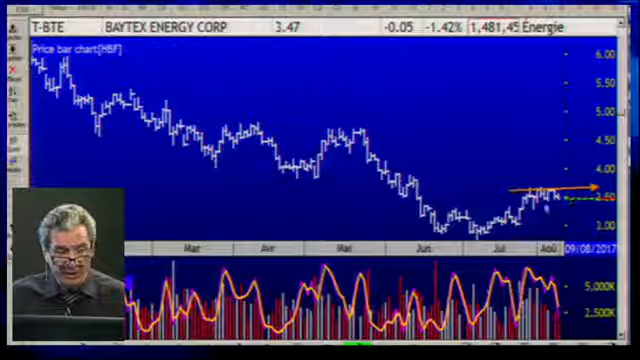 T-BTE BAYTEX ENERGY CORP 3.47 -0.05 -1.42% 1,481,45 Énergie
Price bar chart[HBF]
6.00
5.50
5.00
4.50
4.00
3.50
3.00
Mar Avr Mai Jun Jul Aoû 09/08/2017
5,000K
2,500K